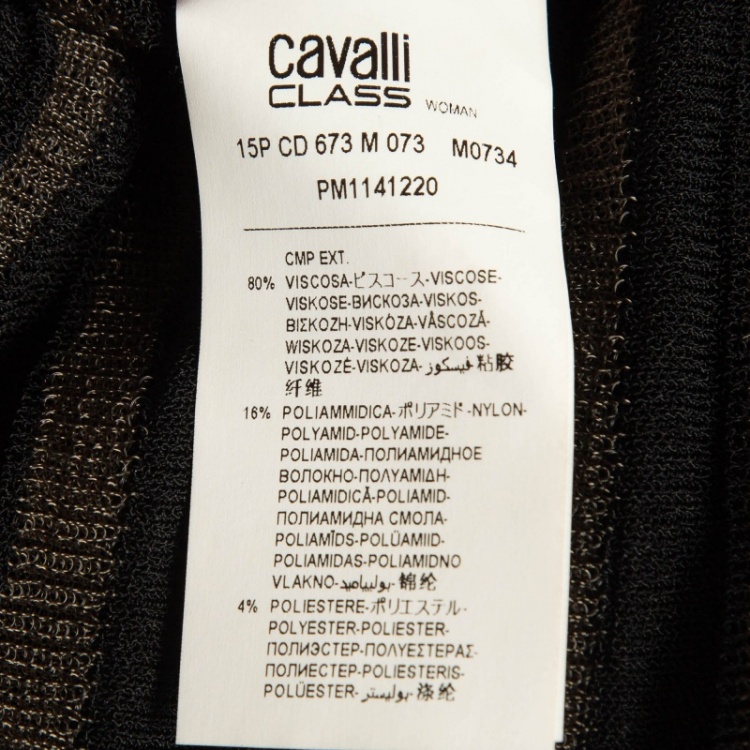 cavalli
CLASS WOMAN
15P CD 673 M 073 M0734
PM1141220
CMP EXT.
80% VISCOSA-ビスコース-VISCOSE-
VISKOSE-ВИСКОЗА-VISKOS-
ΒΙΣΚΟΖΗ-VISKÓZA-VÂSCOZĂ-
WISKOZA-VISKOZE-VISKOOS-
VISKOZĖ-VISKOZA-فيسكوز-粘胶
纤维
16% POLIAMMIDICA-ポリアミド-NYLON-
POLYAMID-POLYAMIDE-
POLIAMIDA-ПОЛИАМИДНОЕ
ВОЛОКНО-ΠΟΛΥΑΜΙΔΗ-
POLIAMIDICĂ-POLIAMID-
ПОЛИАМИДНА СМОЛА-
POLIAMĪDS-POLÜAMIID-
POLIAMIDAS-POLIAMIDNO
VLAKNO-بولياميد-锦纶
4% POLIESTERE-ポリエステル-
POLYESTER-POLIESTER-
ПОЛИЭСТЕР-ΠΟΛΥΕΣΤΕΡΑΣ-
ПОЛИЕСТЕР-POLIESTERIS-
POLÜESTER-بوليستر-涤纶